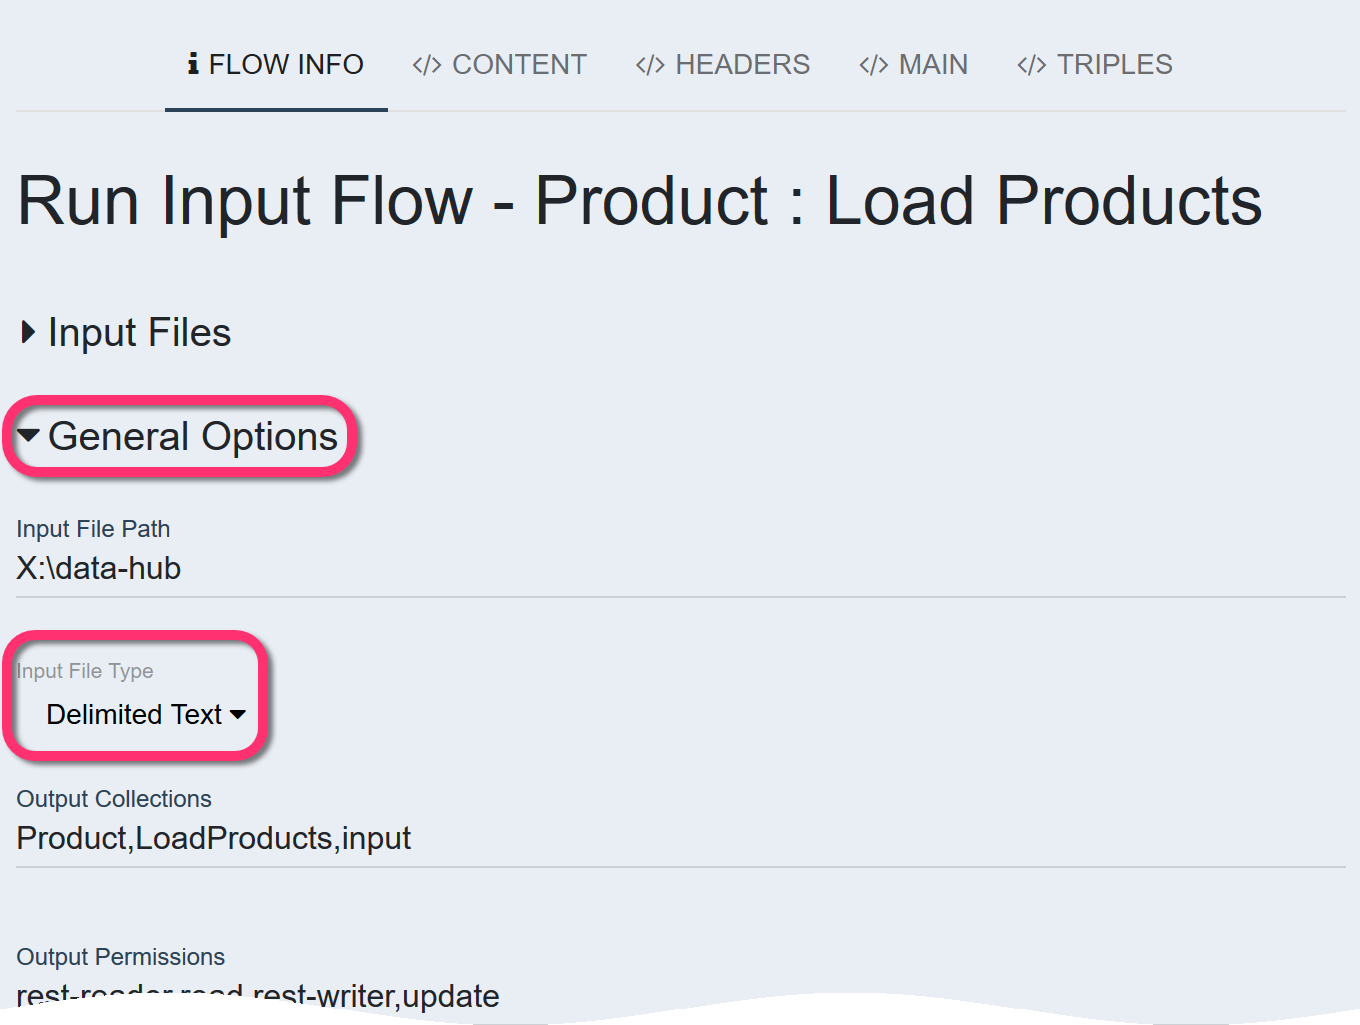 FLOW INFO </> CONTENT </> HEADERS </> MAIN </> TRIPLES
Run Input Flow - Product : Load Products
Input Files
General Options
Input File Path
X:\data-hub
Input File Type
Delimited Text
Output Collections
Product,LoadProducts,input
Output Permissions
rest-reader,read,rest-writer,update